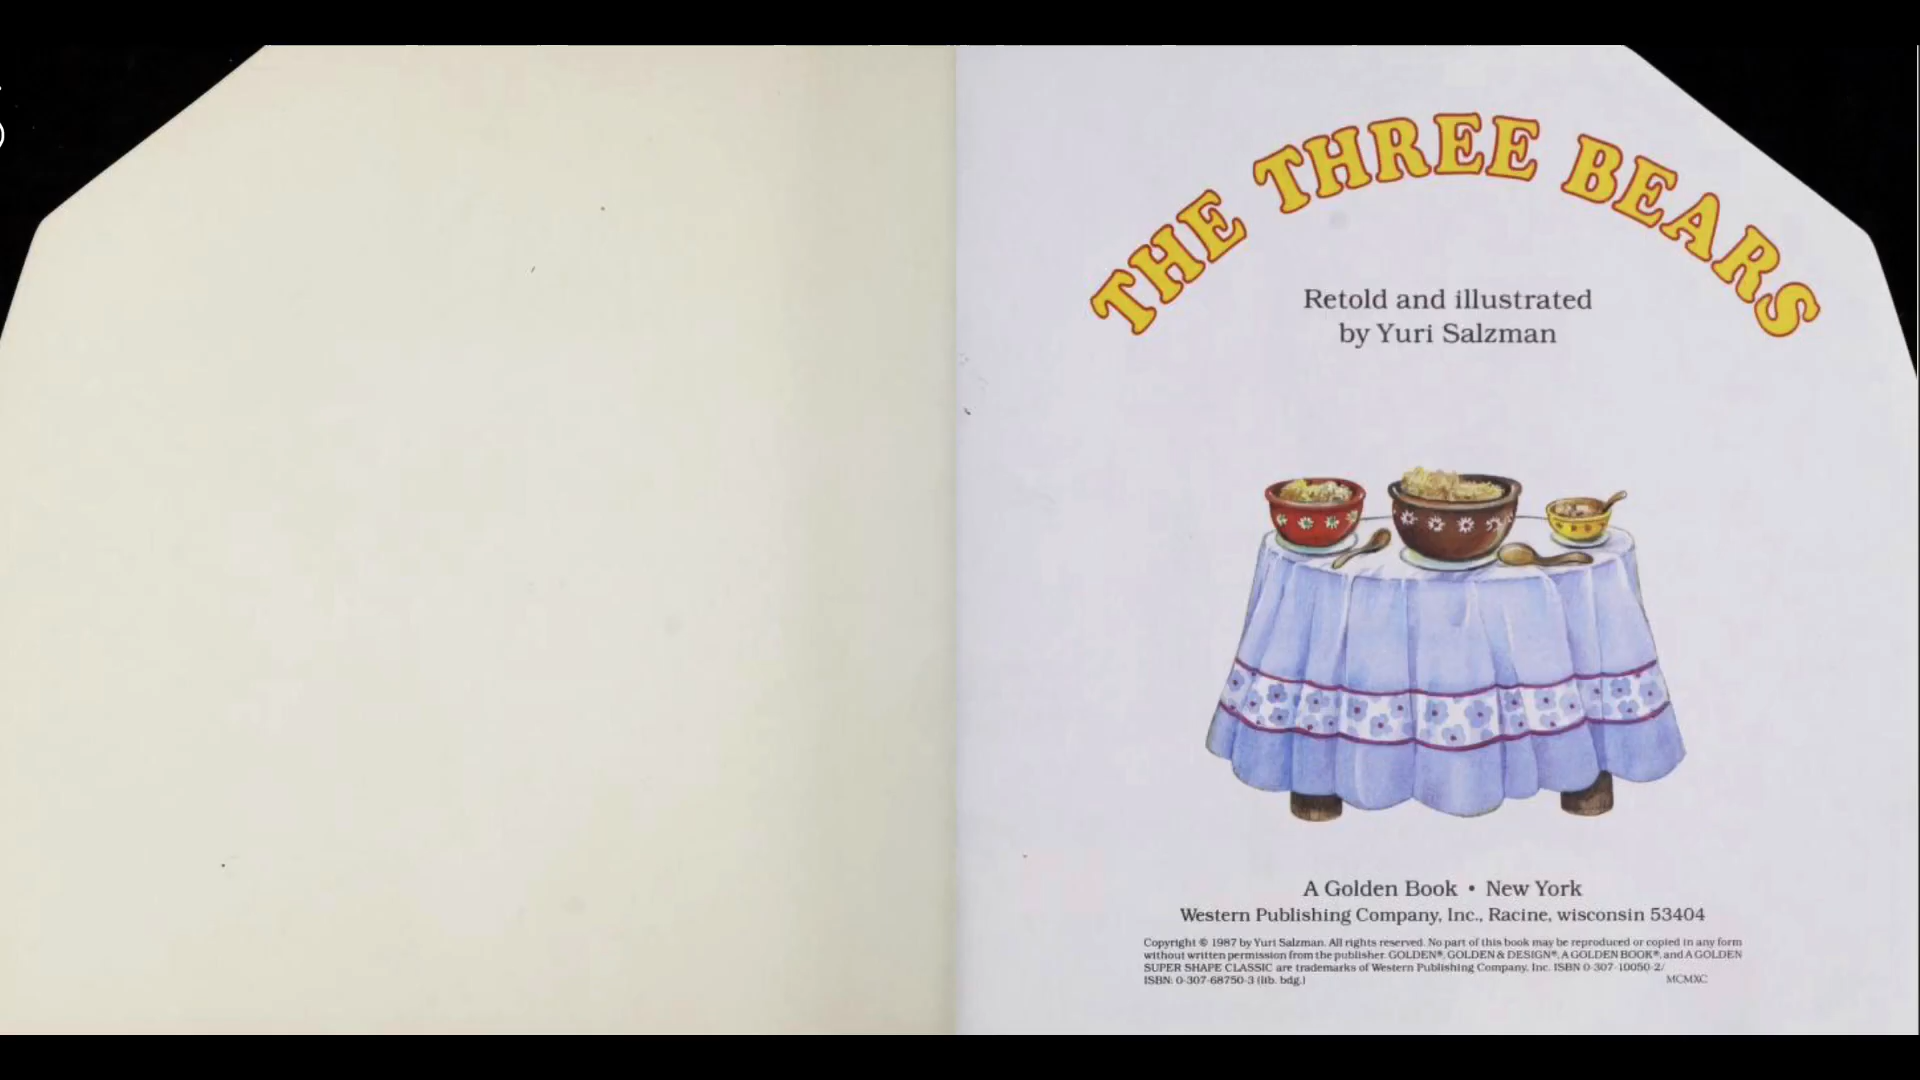 THE THREE BEARS
Retold and illustrated
by Yuri Salzman
A Golden Book • New York
Western Publishing Company, Inc., Racine, wisconsin 53404
Copyright © 1987 by Yuri Salzman. All rights reserved. No part of this book may be reproduced or copied in any form
without written permission from the publisher. GOLDEN®, GOLDEN & DESIGN®, A GOLDEN BOOK®, and A GOLDEN
SUPER SHAPE CLASSIC are trademarks of Western Publishing Company, Inc. ISBN 0-307-10050-2/
ISBN: 0-307-68750-3 (lib. bdg.)
MCMXC